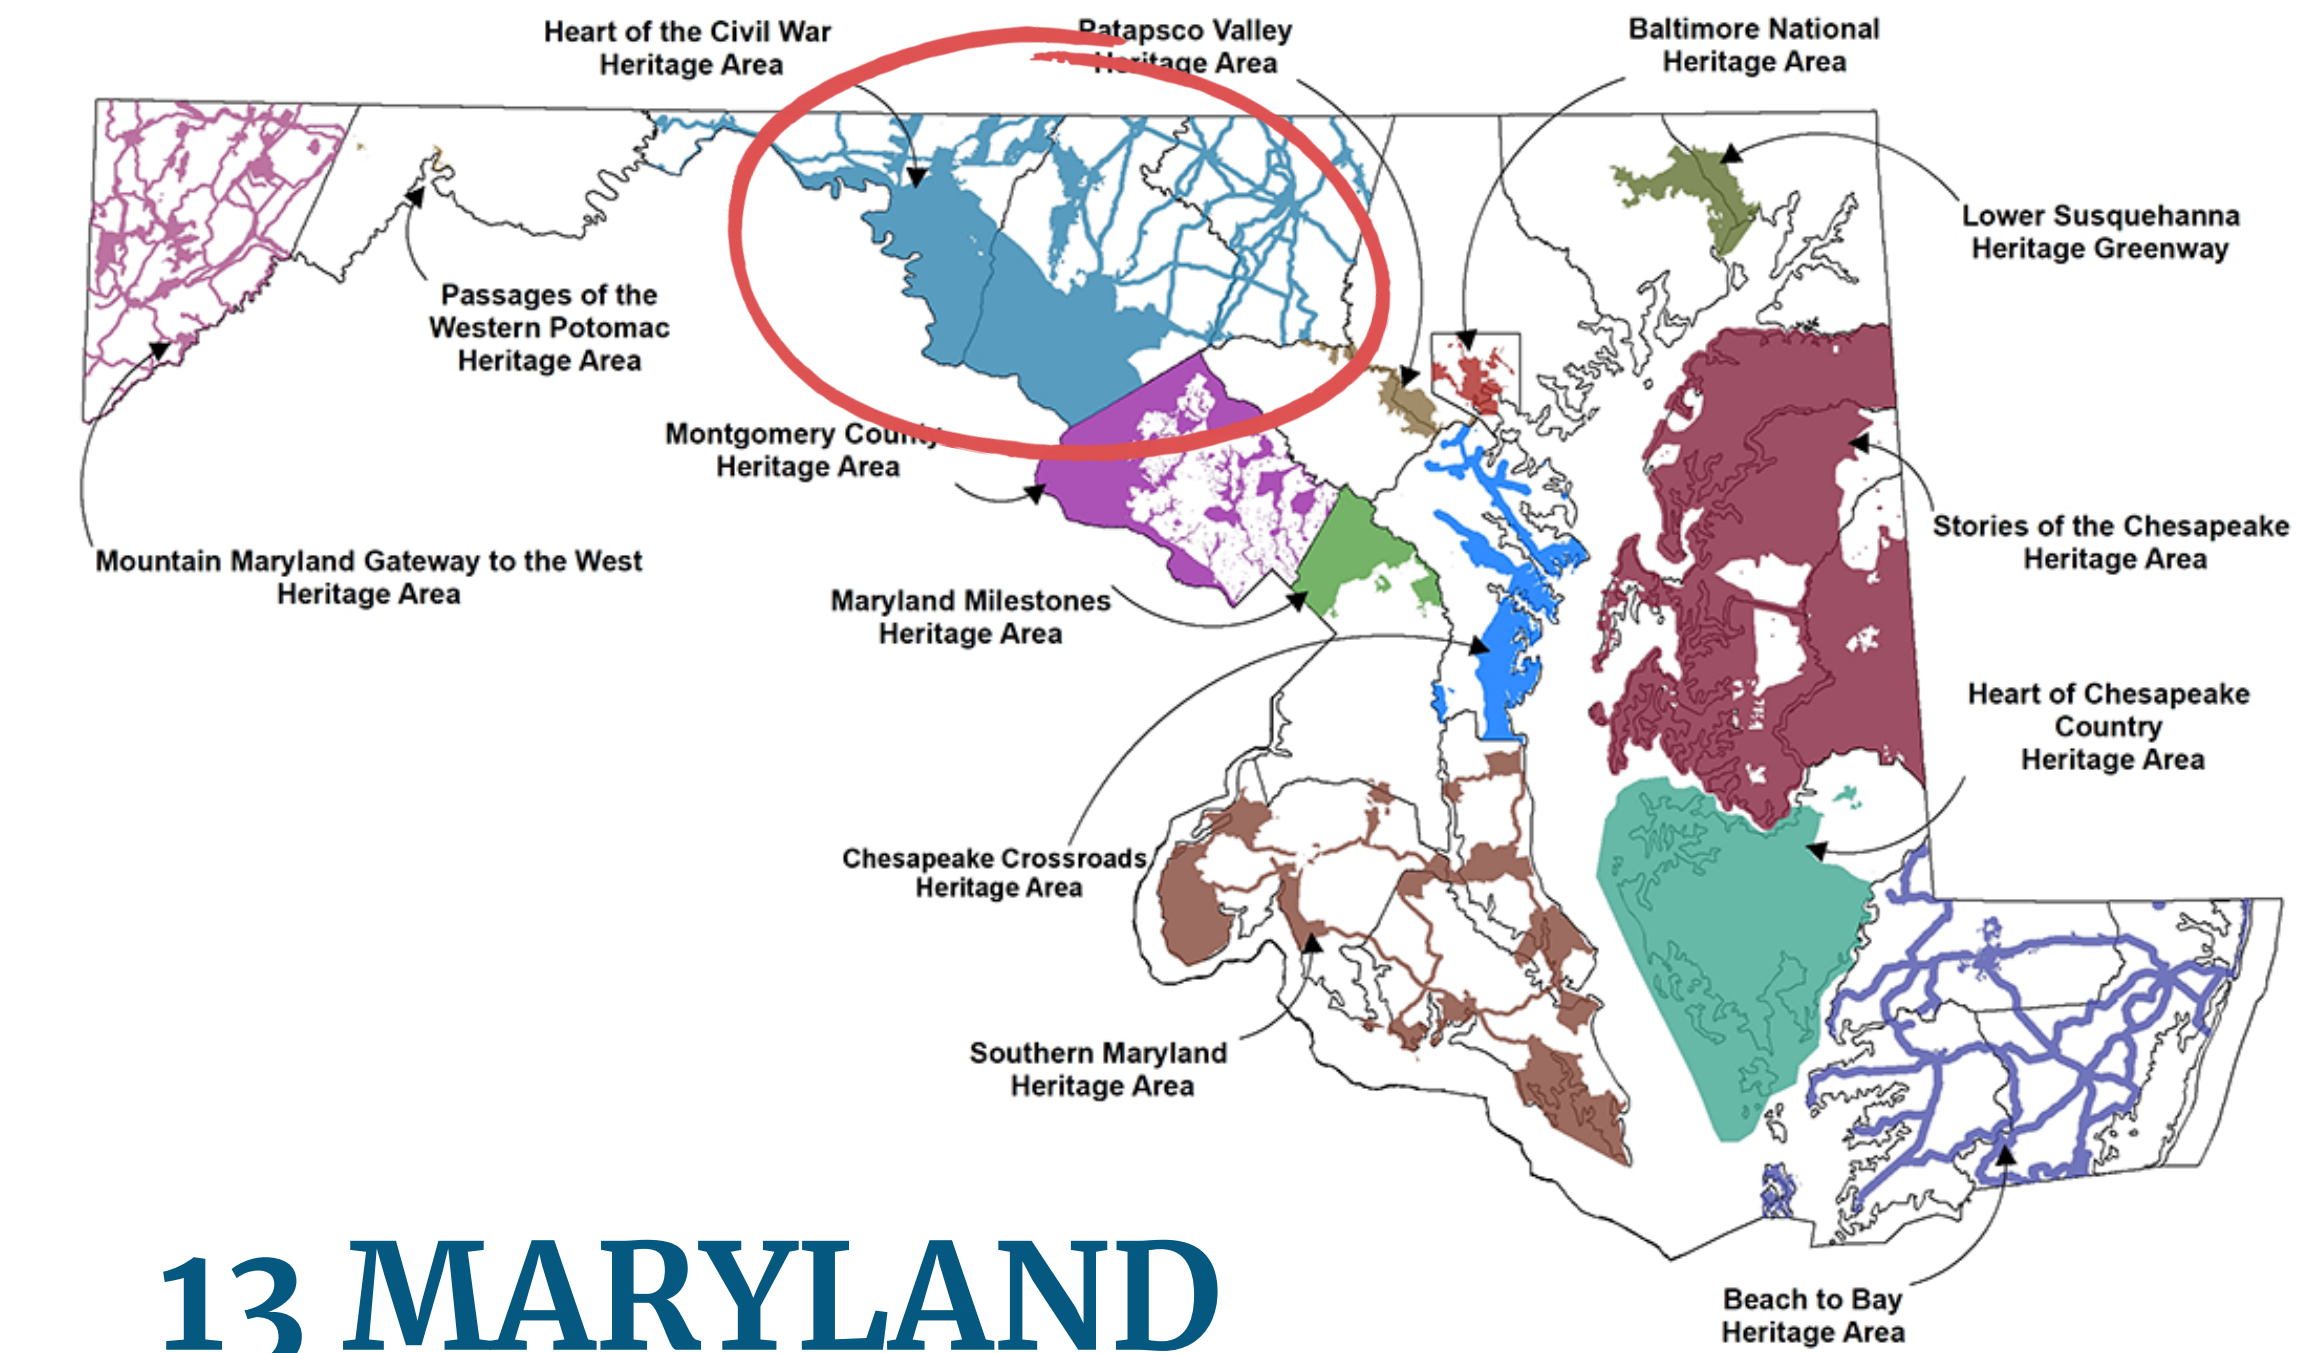 Heart of the Civil War
Heritage Area
Patapsco Valley
Heritage Area
Baltimore National
Heritage Area
Lower Susquehanna
Heritage Greenway
Passages of the
Western Potomac
Heritage Area
Montgomery County
Heritage Area
Stories of the Chesapeake
Heritage Area
Mountain Maryland Gateway to the West
Heritage Area
Maryland Milestones
Heritage Area
Heart of Chesapeake
Country
Heritage Area
Chesapeake Crossroads
Heritage Area
Southern Maryland
Heritage Area
Beach to Bay
Heritage Area
13 MARYLAND